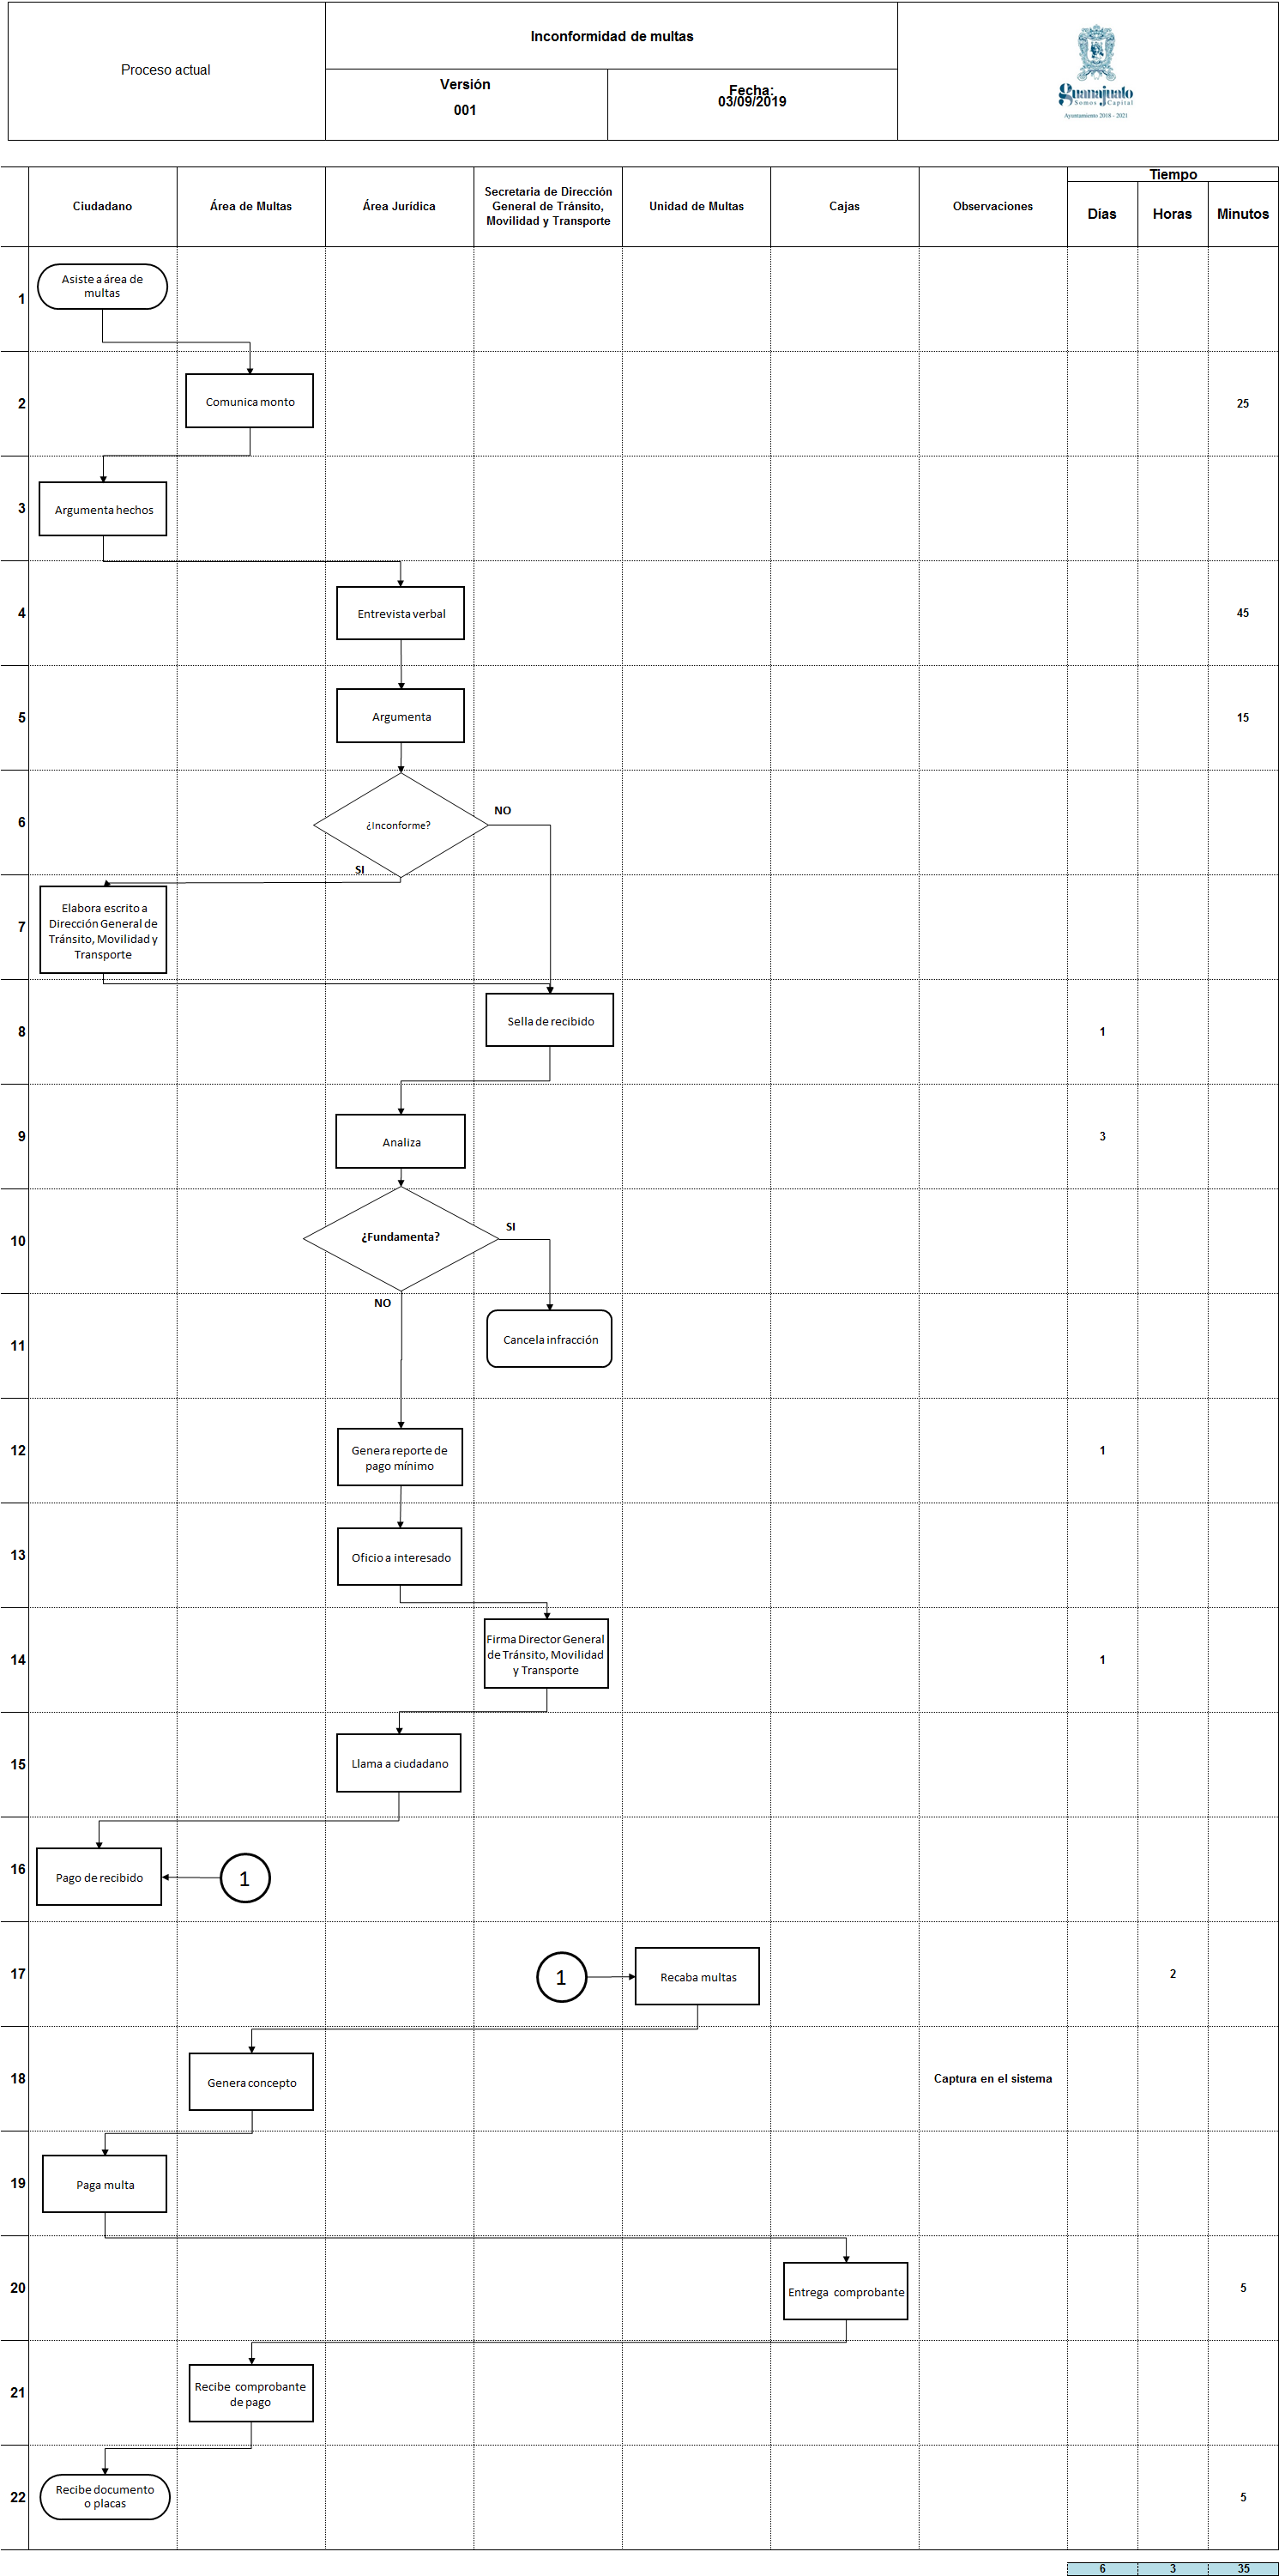 Proceso actual
Inconformidad de multas
Versión
001
Fecha:
03/09/2019
Guanajuato
Somos Capital
Ayuntamiento 2018 - 2021
Ciudadano
Área de Multas
Área Jurídica
Secretaria de Dirección
General de Tránsito,
Movilidad y Transporte
Unidad de Multas
Cajas
Observaciones
Tiempo
Días
Horas
Minutos
1
Asiste a área de
multas
2
Comunica monto
25
3
Argumenta hechos
4
Entrevista verbal
45
5
Argumenta
15
6
¿Inconforme?
NO
SI
7
Elabora escrito a
Dirección General de
Tránsito, Movilidad y
Transporte
8
Sella de recibido
1
9
Analiza
3
10
¿Fundamenta?
SI
NO
11
Cancela infracción
12
Genera reporte de
pago mínimo
1
13
Oficio a interesado
14
Firma Director General
de Tránsito, Movilidad
y Transporte
1
15
Llama a ciudadano
16
Pago de recibido
1
17
1
Recaba multas
2
18
Genera concepto
Captura en el sistema
19
Paga multa
20
Entrega comprobante
5
21
Recibe comprobante
de pago
22
Recibe documento
o placas
5
6
3
35